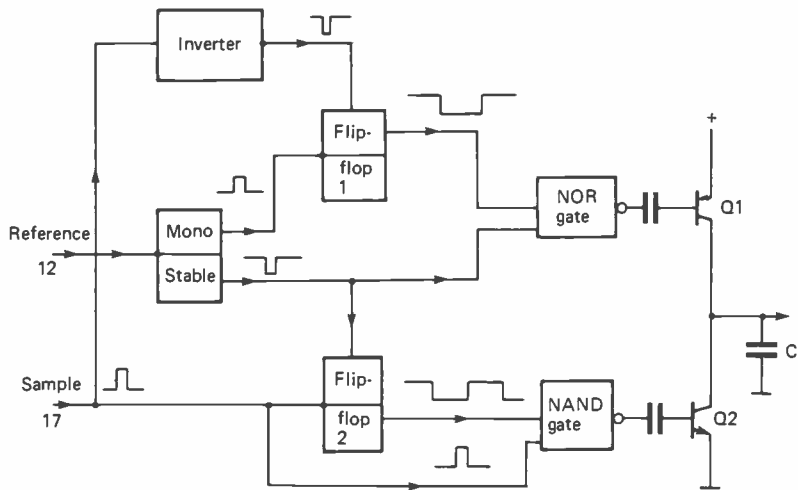 Inverter
Flip-
flop
1
+
NOR
gate
Q1
Reference
12
Mono
Stable
C
Sample
17
Flip-
flop
2
NAND
gate
Q2